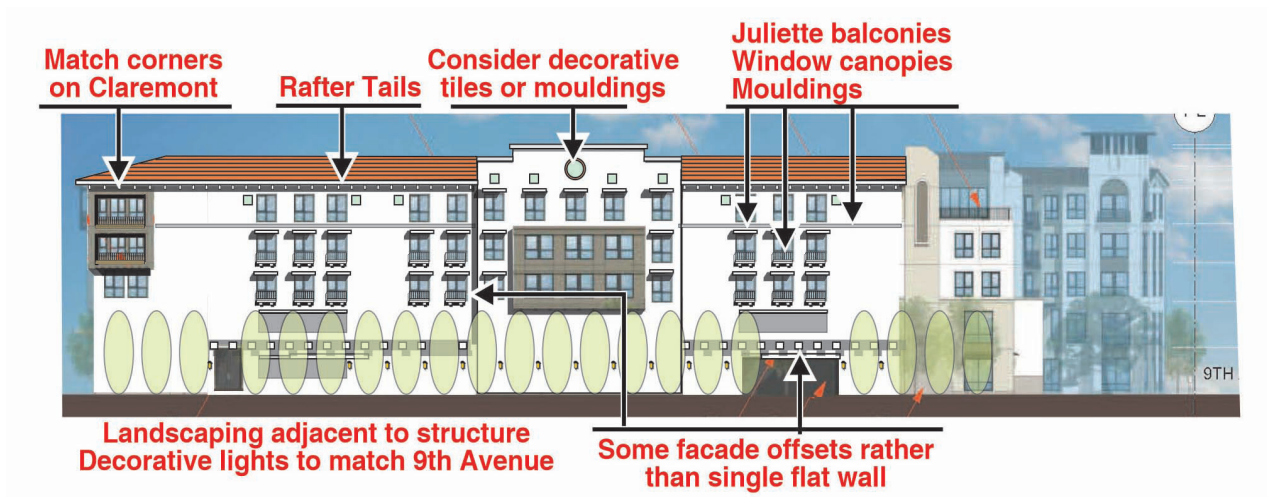 Match corners
on Claremont
Rafter Tails
Consider decorative
tiles or mouldings
Juliette balconies
Window canopies
Mouldings
9TH
Landscaping adjacent to structure
Decorative lights to match 9th Avenue
Some facade offsets rather
than single flat wall